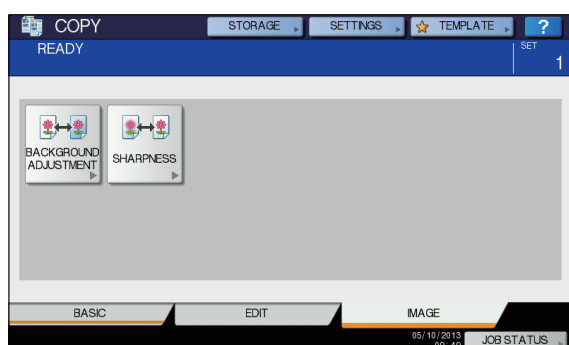 COPY
STORAGE
SETTINGS
TEMPLATE
?
READY
SET
1
BACKGROUND
ADJUSTMENT
SHARPNESS
BASIC
EDIT
IMAGE
05/10/2013
JOB STATUS